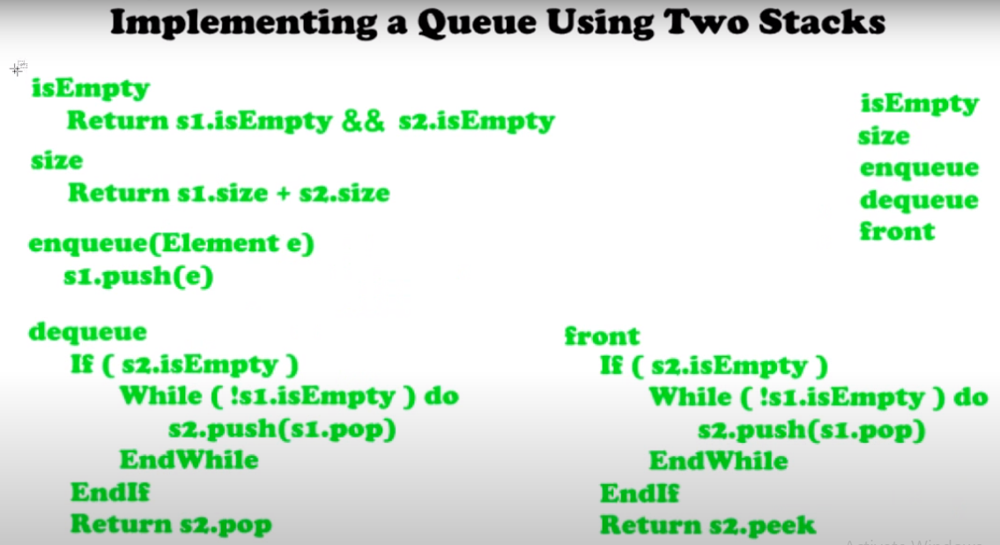 Implementing a Queue Using Two Stacks
isEmpty
Return s1.isEmpty && s2.isEmpty
size
Return s1.size + s2.size
enqueue(Element e)
s1.push(e)
isEmpty
size
enqueue
dequeue
front
dequeue
If ( s2.isEmpty )
While ( !s1.isEmpty ) do
s2.push(s1.pop)
EndWhile
EndIf
Return s2.pop
front
If ( s2.isEmpty )
While ( !s1.isEmpty ) do
s2.push(s1.pop)
EndWhile
EndIf
Return s2.peek